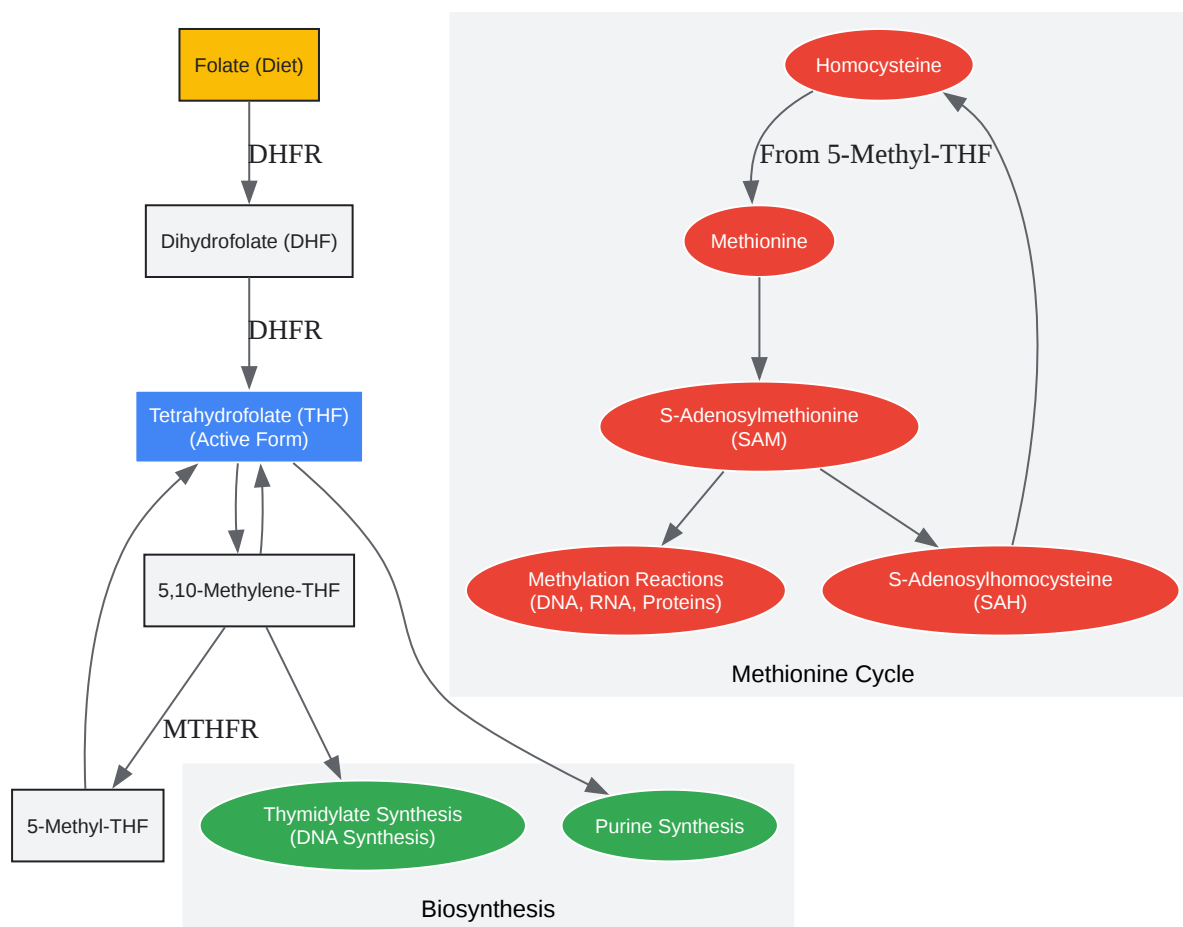 Folate (Diet)
DHFR
Dihydrofolate (DHF)
DHFR
Tetrahydrofolate (THF)
(Active Form)
5,10-Methylene-THF
MTHFR
5-Methyl-THF
Thymidylate Synthesis
(DNA Synthesis)
Purine Synthesis
Biosynthesis
Homocysteine
From 5-Methyl-THF
Methionine
S-Adenosylmethionine
(SAM)
Methylation Reactions
(DNA, RNA, Proteins)
S-Adenosylhomocysteine
(SAH)
Methionine Cycle